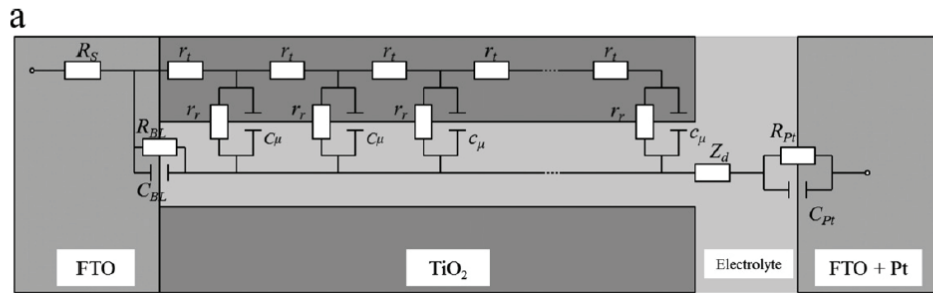 a
R_S r_t r_t r_t r_t r_t
r_r r_r r_r r_r
C_μ C_μ c_μ c_μ
R_BL R_Pt
Z_d
C_BL
C_Pt
FTO TiO₂ Electrolyte FTO + Pt